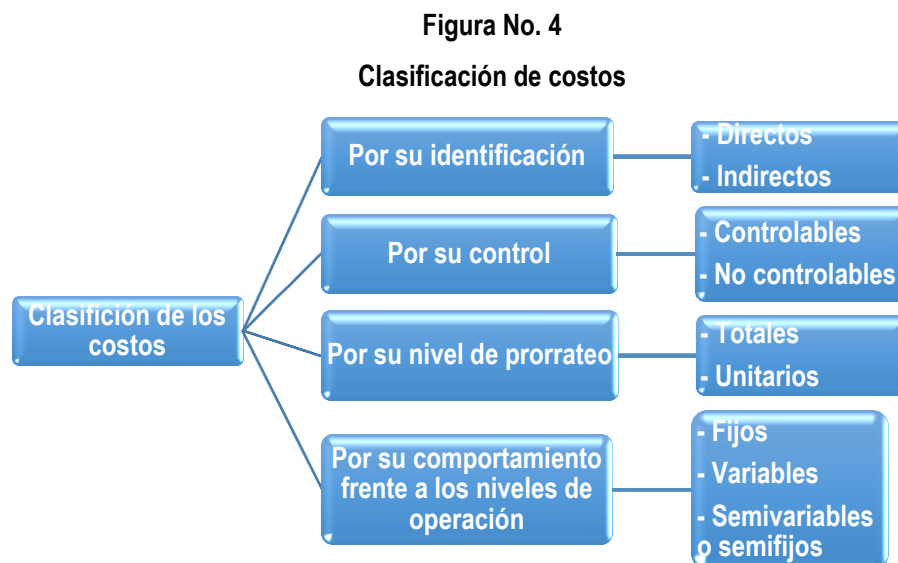 Figura No. 4
Clasificación de costos
Clasifición de los
costos
Por su identificación
- Directos
- Indirectos
Por su control
- Controlables
- No controlables
Por su nivel de prorrateo
- Totales
- Unitarios
Por su comportamiento
frente a los niveles de
operación
- Fijos
- Variables
- Semivariables
o semifijos